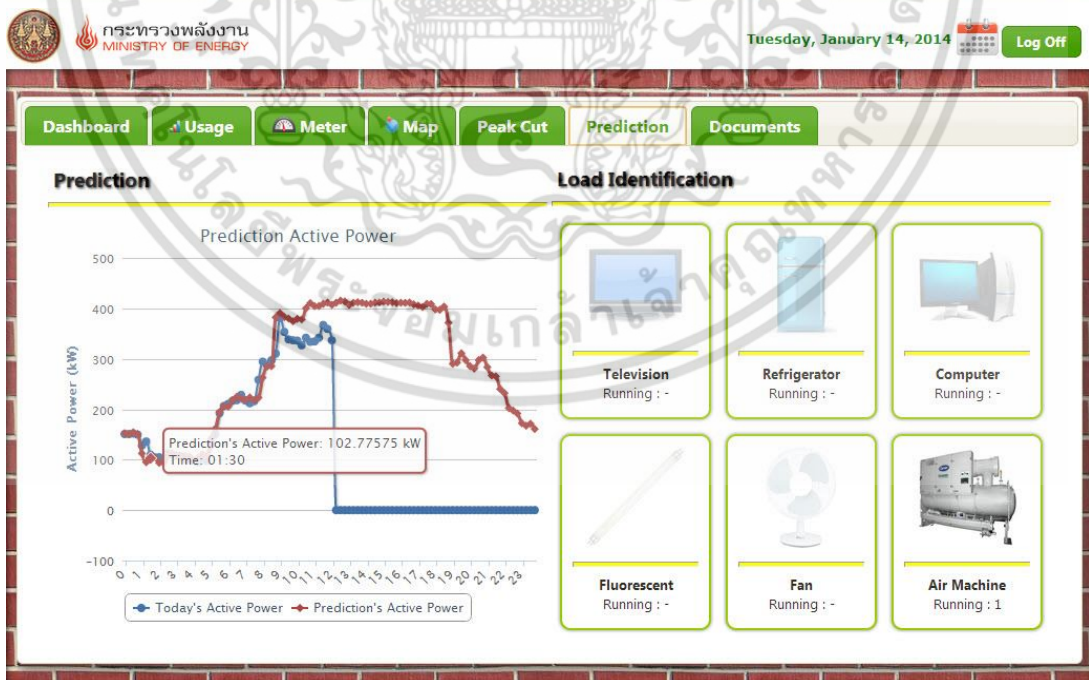 กระทรวงพลังงาน
MINISTRY OF ENERGY
Tuesday, January 14, 2014
Log Off
Dashboard
Usage
Meter
Map
Peak Cut
Prediction
Documents
Prediction
Load Identification
Prediction Active Power
Active Power (kW)
500
400
300
200
100
0
-100
Prediction's Active Power: 102.77575 kW
Time: 01:30
0 1 2 3 4 5 6 7 8 9 10 11 12 13 14 15 16 17 18 19 20 21 22 23
Today's Active Power
Prediction's Active Power
Television
Running : -
Refrigerator
Running : -
Computer
Running : -
Fluorescent
Running : -
Fan
Running : -
Air Machine
Running : 1